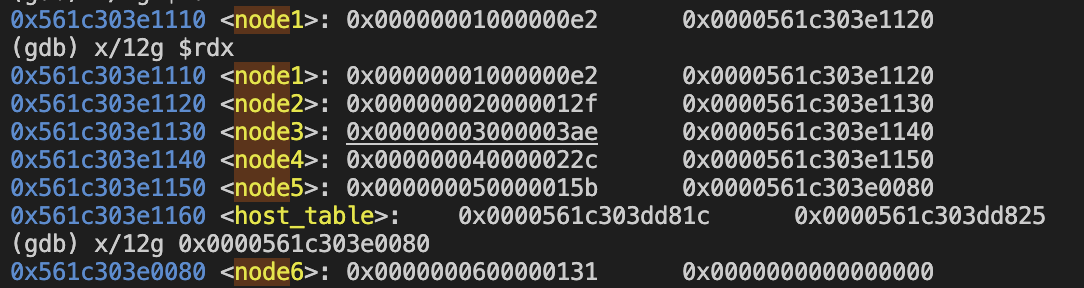 0x561c303e1110 <node1>: 0x00000001000000e2 0x0000561c303e1120
(gdb) x/12g $rdx
0x561c303e1110 <node1>: 0x00000001000000e2 0x0000561c303e1120
0x561c303e1120 <node2>: 0x000000020000012f 0x0000561c303e1130
0x561c303e1130 <node3>: 0x00000003000003ae 0x0000561c303e1140
0x561c303e1140 <node4>: 0x000000040000022c 0x0000561c303e1150
0x561c303e1150 <node5>: 0x000000050000015b 0x0000561c303e0080
0x561c303e1160 <host_table>: 0x0000561c303dd81c 0x0000561c303dd825
(gdb) x/12g 0x0000561c303e0080
0x561c303e0080 <node6>: 0x0000000600000131 0x0000000000000000